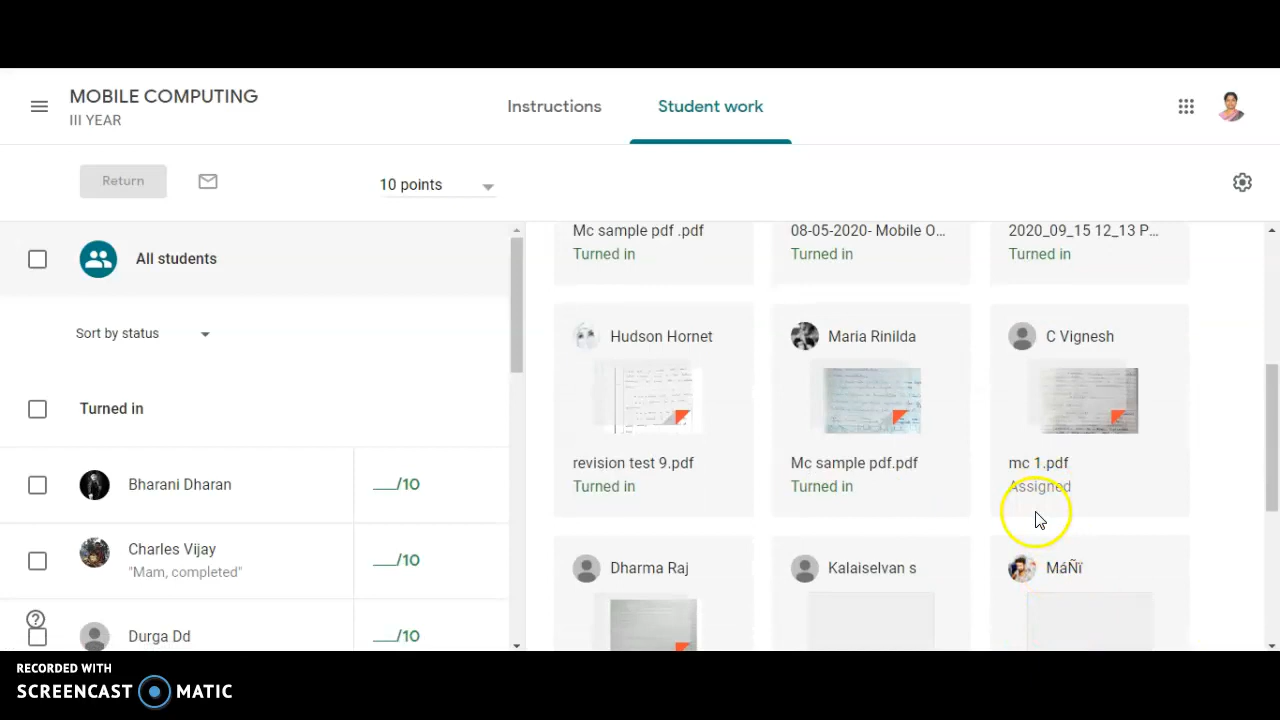 MOBILE COMPUTING
III YEAR
Instructions
Student work
Return
10 points
All students
Sort by status
Turned in
Bharani Dharan
__/10
Charles Vijay
"Mam, completed"
__/10
Durga Dd
__/10
Mc sample pdf .pdf
Turned in
08-05-2020- Mobile O...
Turned in
2020_09_15 12_13 P...
Turned in
Hudson Hornet
revision test 9.pdf
Turned in
Maria Rinilda
Mc sample pdf.pdf
Turned in
C Vignesh
mc 1.pdf
Assigned
Dharma Raj
Kalaiselvan s
MáÑï
RECORDED WITH
SCREENCAST MATIC